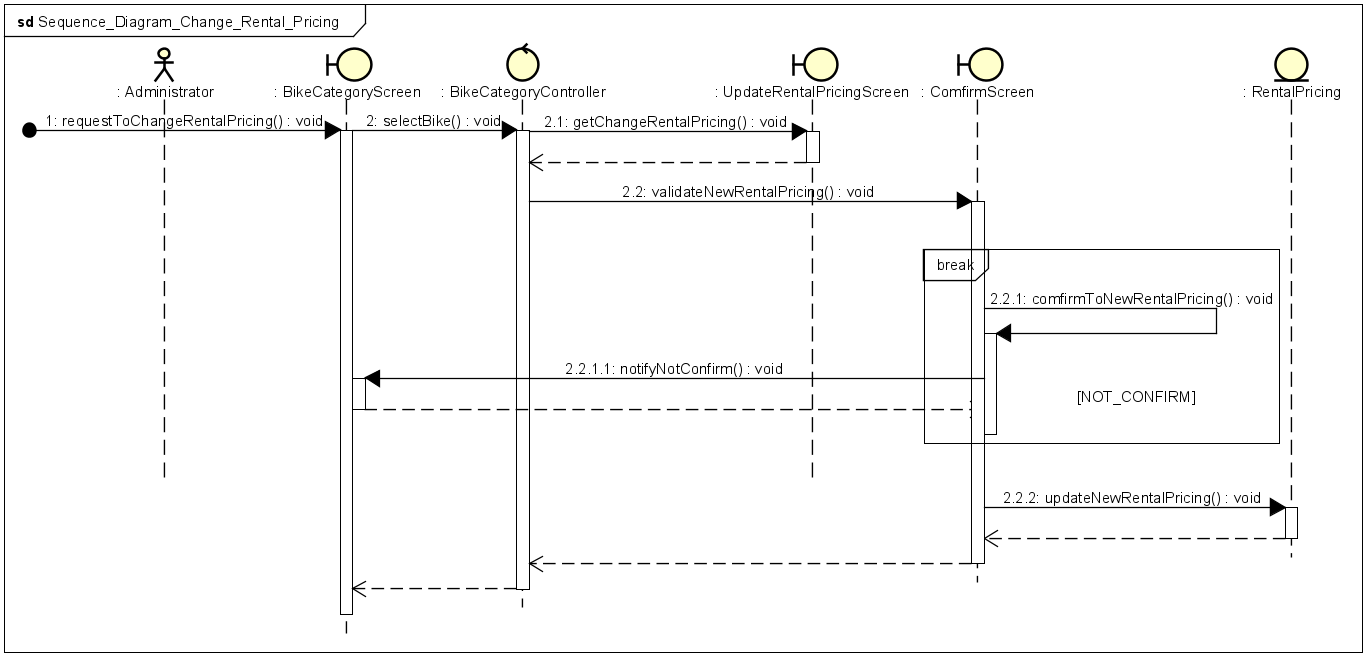 sd Sequence_Diagram_Change_Rental_Pricing
: Administrator
: BikeCategoryScreen
: BikeCategoryController
: UpdateRentalPricingScreen
: ComfirmScreen
: RentalPricing
1: requestToChangeRentalPricing() : void
2: selectBike() : void
2.1: getChangeRentalPricing() : void
2.2: validateNewRentalPricing() : void
break
2.2.1: comfirmToNewRentalPricing() : void
2.2.1.1: notifyNotConfirm() : void
[NOT_CONFIRM]
2.2.2: updateNewRentalPricing() : void